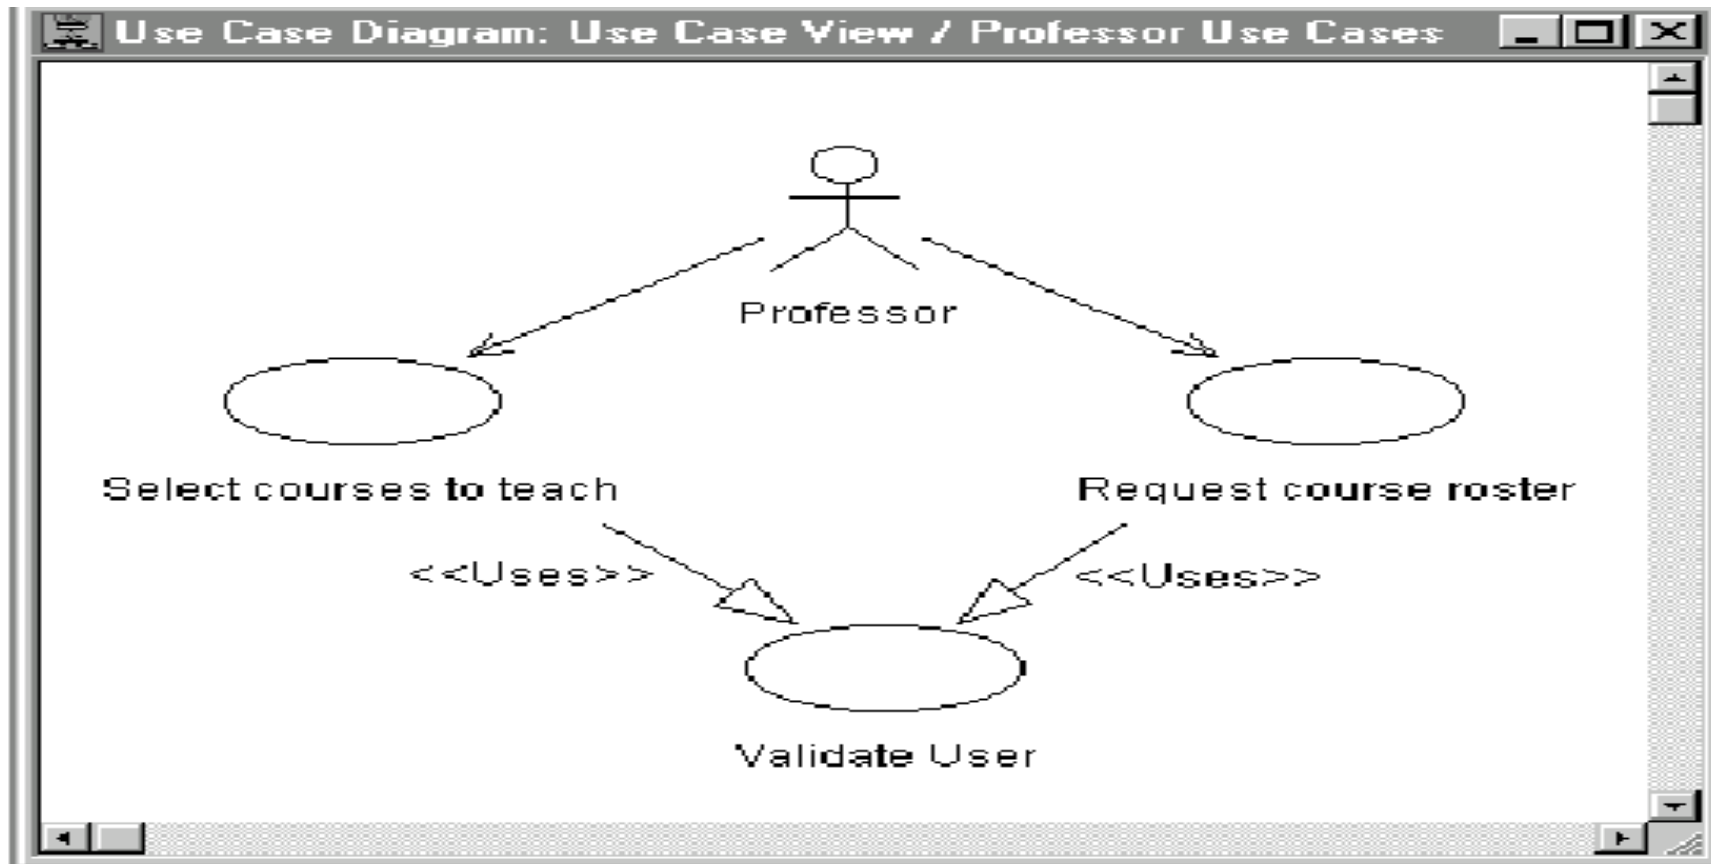 Use Case Diagram: Use Case View / Professor Use Cases
Professor
Select courses to teach
Request course roster
<<Uses>>
<<Uses>>
Validate User